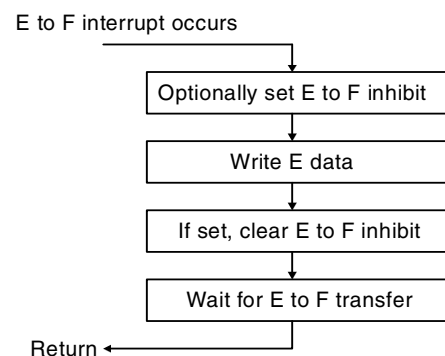 E to F interrupt occurs
Optionally set E to F inhibit
Write E data
If set, clear E to F inhibit
Wait for E to F transfer
Return